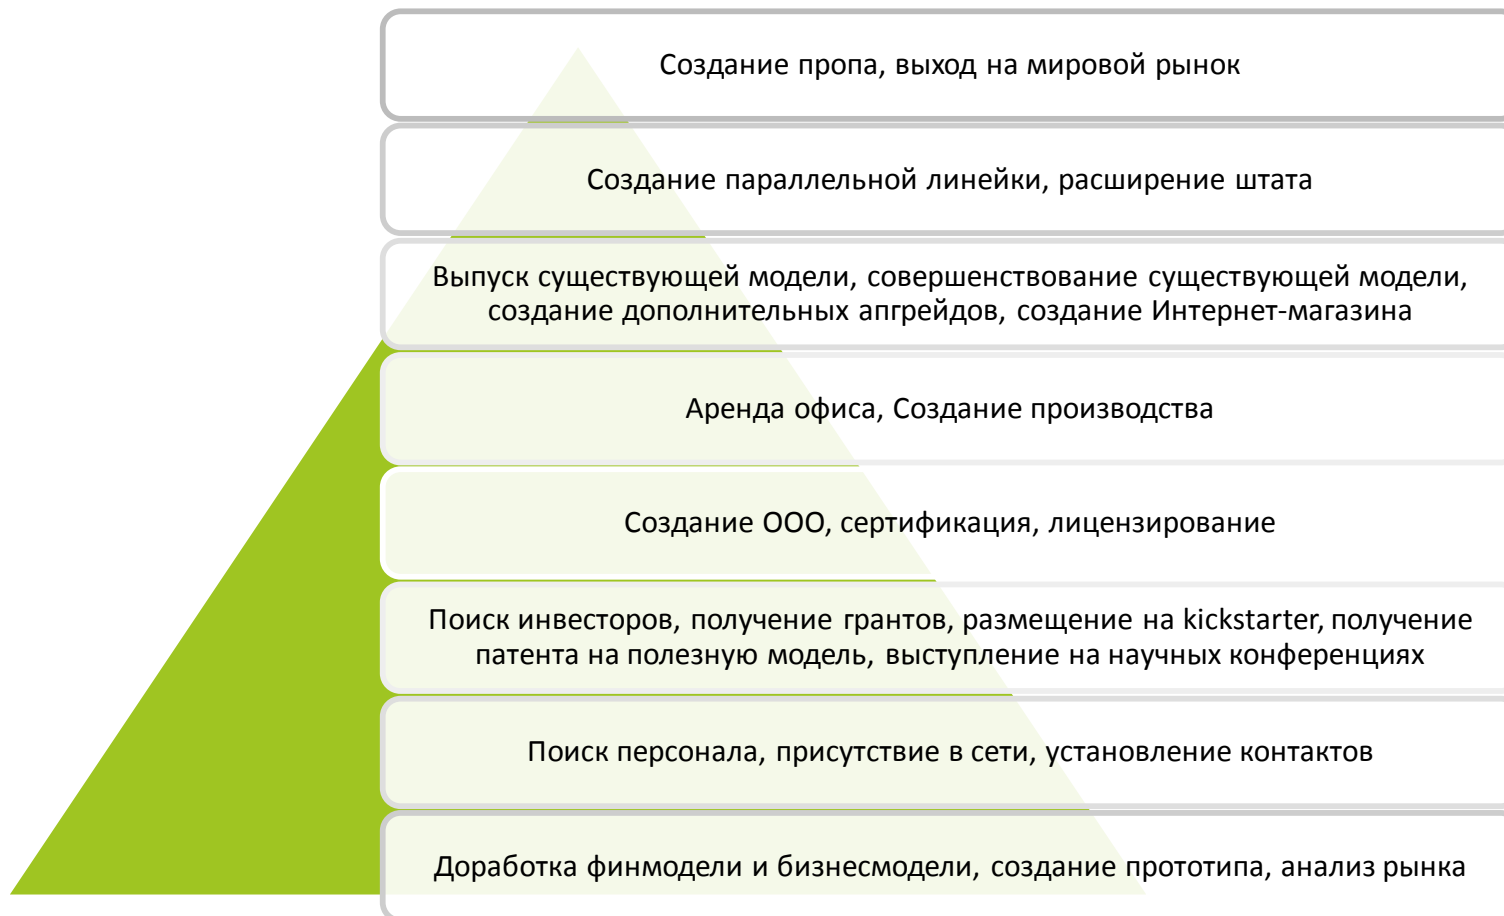 Создание пропа, выход на мировой рынок
Создание параллельной линейки, расширение штата
Выпуск существующей модели, совершенствование существующей модели,
создание дополнительных апгрейдов, создание Интернет-магазина
Аренда офиса, Создание производства
Создание ООО, сертификация, лицензирование
Поиск инвесторов, получение грантов, размещение на kickstarter, получение
патента на полезную модель, выступление на научных конференциях
Поиск персонала, присутствие в сети, установление контактов
Доработка финмодели и бизнесмодели, создание прототипа, анализ рынка